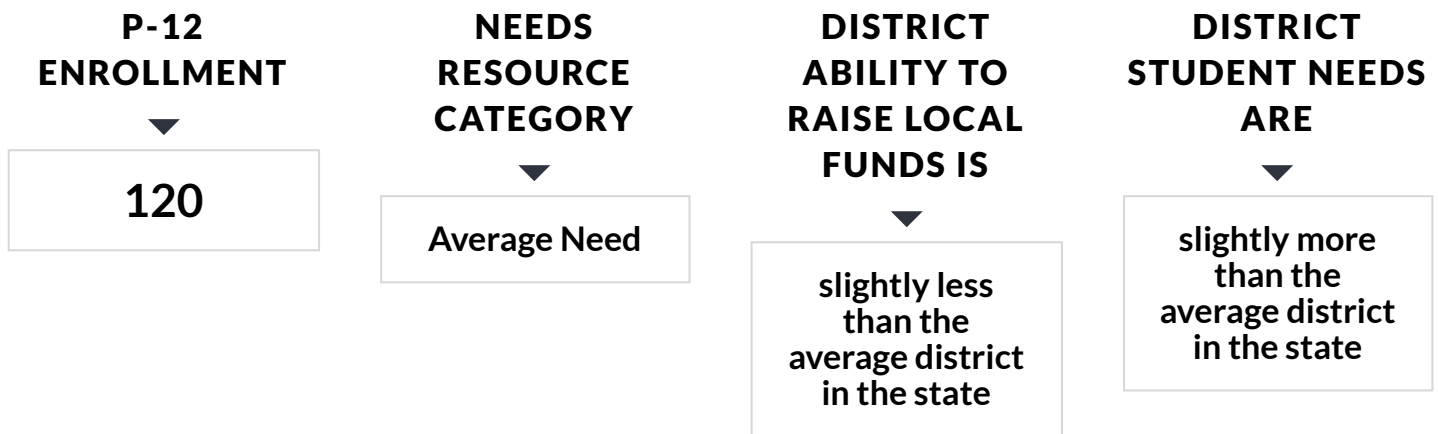 P-12
ENROLLMENT
120
NEEDS
RESOURCE
CATEGORY
Average Need
DISTRICT
ABILITY TO
RAISE LOCAL
FUNDS IS
slightly less
than the
average district
in the state
DISTRICT
STUDENT NEEDS
ARE
slightly more
than the
average district
in the state